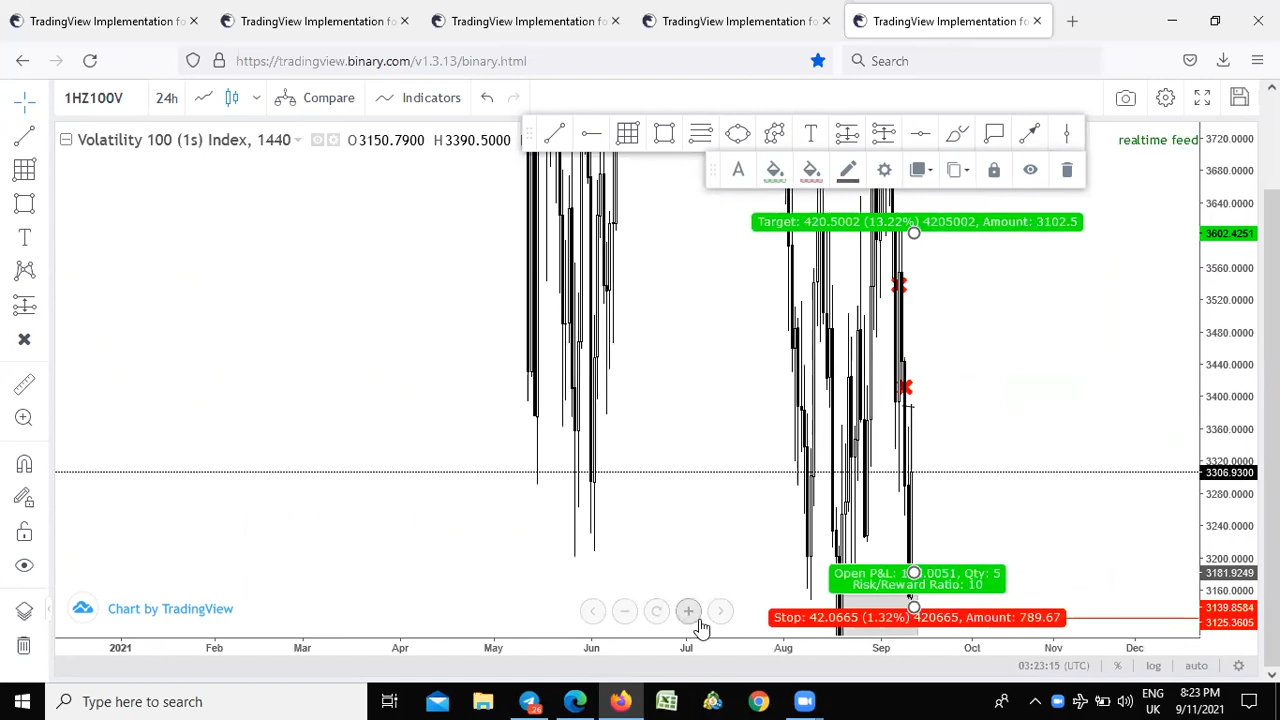 TradingView Implementation fo
TradingView Implementation fo
TradingView Implementation fo
TradingView Implementation fo
TradingView Implementation fo
https://tradingview.binary.com/v1.3.13/binary.html
Search
1HZ100V 24h Compare Indicators
Volatility 100 (1s) Index, 1440 O3150.7900 H3390.5000
realtime feed
T
A
Target: 420.5002 (13.22%) 4205002, Amount: 3102.5
3720.0000
3680.0000
3640.0000
3602.4251
3560.0000
3520.0000
3480.0000
3440.0000
3400.0000
3360.0000
3320.0000
3306.9300
3280.0000
3240.0000
3200.0000
3181.9249
3160.0000
3139.8584
3125.3605
Open P&L: 1 .0051, Qty: 5
Risk/Reward Ratio: 10
Stop: 42.0665 (1.32%) 420665, Amount: 789.67
Chart by TradingView
2021 Feb Mar Apr May Jun Jul Aug Sep Oct Nov Dec
03:23:15 (UTC) % log auto
Type here to search
26
ENG
UK
8:23 PM
9/11/2021